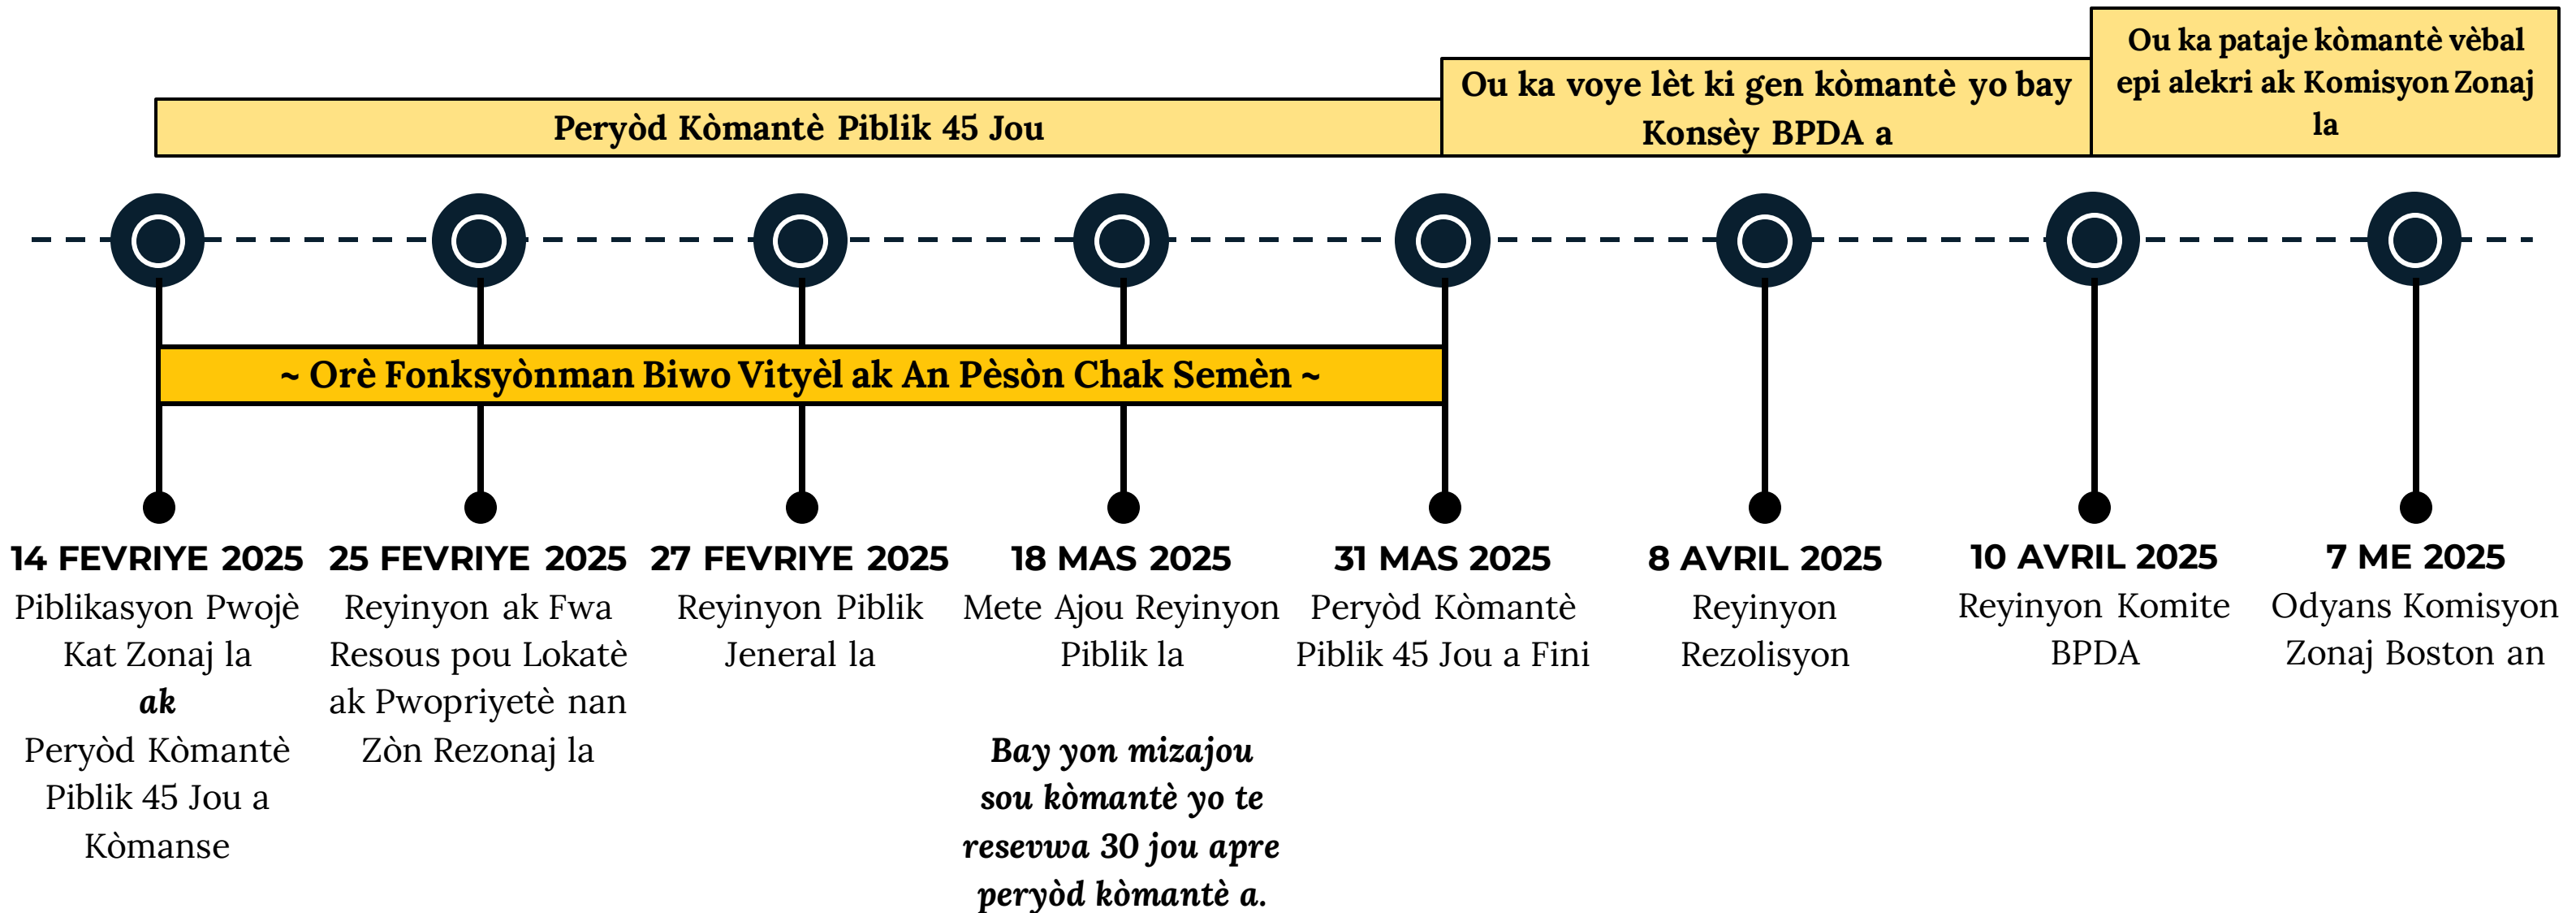 Peryòd Kòmantè Piblik 45 Jou
Ou ka voye lèt ki gen kòmantè yo bay
Konsèy BPDA a
Ou ka pataje kòmantè vèbal
epi alekri ak Komisyon Zonaj
la
~ Orè Fonksyònman Biwo Vityèl ak An Pèsòn Chak Semèn ~
14 FEVRIYE 2025
Piblikasyon Pwojè
Kat Zonaj la
ak
Peryòd Kòmantè
Piblik 45 Jou a
Kòmanse
25 FEVRIYE 2025
Reyinyon ak Fwa
Resous pou Lokatè
ak Pwopriyetè nan
Zòn Rezonaj la
27 FEVRIYE 2025
Reyinyon Piblik
Jeneral la
18 MAS 2025
Mete Ajou Reyinyon
Piblik la
Bay yon mizajou
sou kòmantè yo te
resevwa 30 jou apre
peryòd kòmantè a.
31 MAS 2025
Peryòd Kòmantè
Piblik 45 Jou a Fini
8 AVRIL 2025
Reyinyon
Rezolisyon
10 AVRIL 2025
Reyinyon Komite
BPDA
7 ME 2025
Odyans Komisyon
Zonaj Boston an